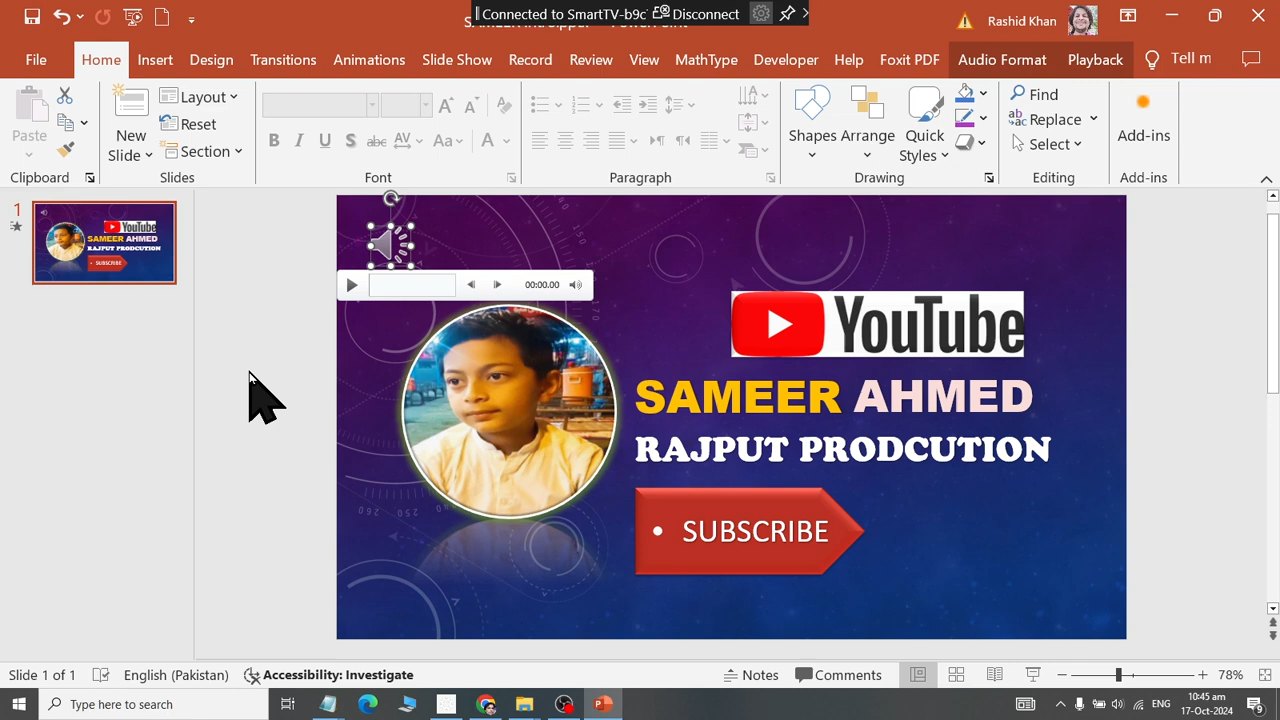 Connected to SmartTV-b9c
Disconnect
Rashid Khan
File Home Insert Design Transitions Animations Slide Show Record Review View MathType Developer Help Foxit PDF Audio Format Playback Tell m
Paste
New Slide
Layout
Reset
Section
Find
Replace
Select
Shapes Arrange Quick Styles
Add-ins
Clipboard Slides Font Paragraph Drawing Editing Add-ins
1
00:00.00
YouTube
SAMEER AHMED
RAJPUT PRODCUTION
• SUBSCRIBE
Slide 1 of 1 English (Pakistan) Accessibility: Investigate Notes Comments 78%
Type here to search
ENG
10:45 am
17-Oct-2024